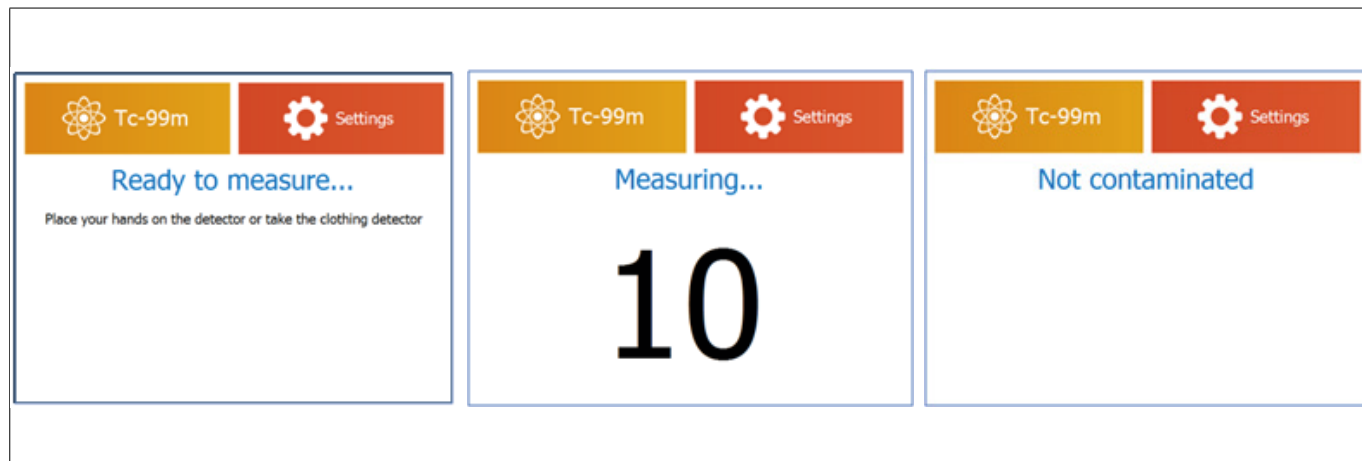 Tc-99m
Settings
Ready to measure...
Place your hands on the detector or take the clothing detector
Tc-99m
Settings
Measuring...
10
Tc-99m
Settings
Not contaminated